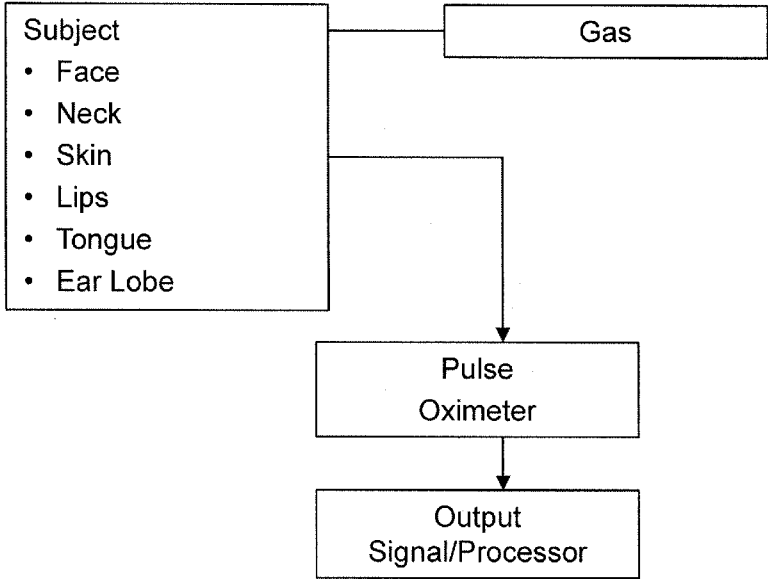 Subject
• Face
• Neck
• Skin
• Lips
• Tongue
• Ear Lobe
Gas
Pulse
Oximeter
Output
Signal/Processor